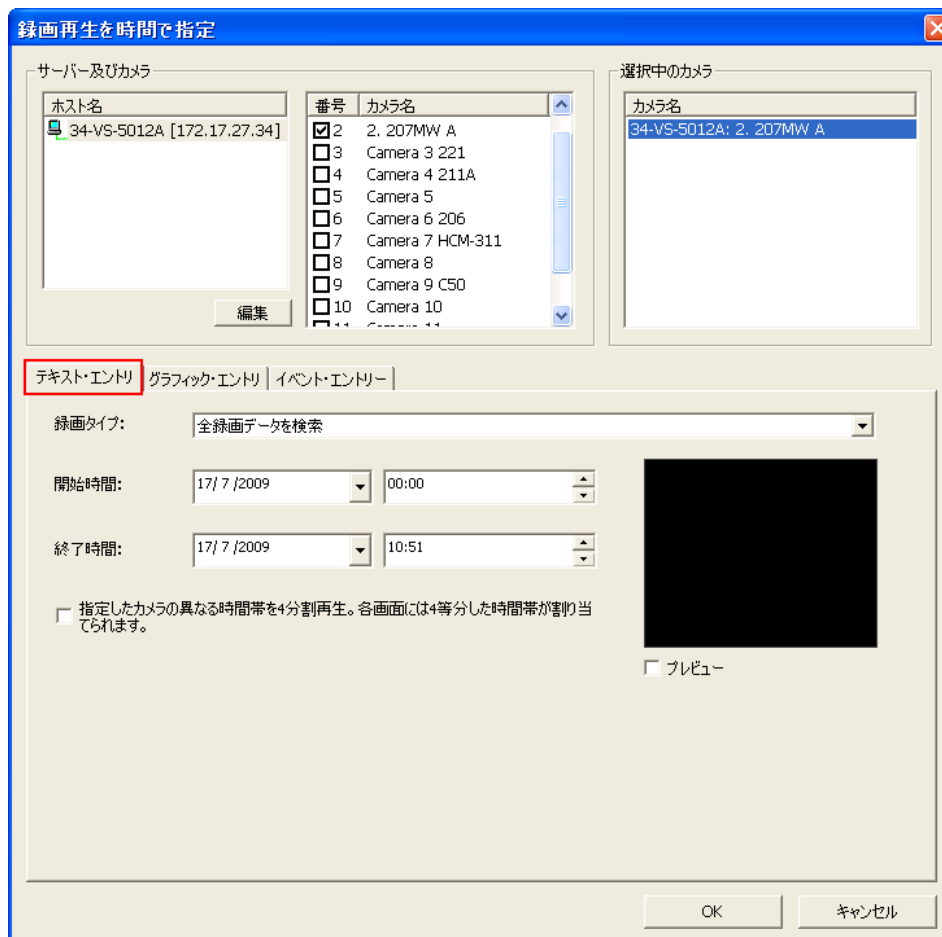 録画再生を時間で指定
サーバー及びカメラ
ホスト名
34-VS-5012A [172.17.27.34]
編集
番号 カメラ名
2 2. 207MW A
3 Camera 3 221
4 Camera 4 211A
5 Camera 5
6 Camera 6 206
7 Camera 7 HCM-311
8 Camera 8
9 Camera 9 C50
10 Camera 10
選択中のカメラ
カメラ名
34-VS-5012A: 2. 207MW A
テキスト・エントリ グラフィック・エントリ イベント・エントリー
録画タイプ: 全録画データを検索
開始時間: 17/ 7 /2009 00:00
終了時間: 17/ 7 /2009 10:51
指定したカメラの異なる時間帯を4分割再生。各画面には4等分した時間帯が割り当
てられます。
プレビュー
OK キャンセル